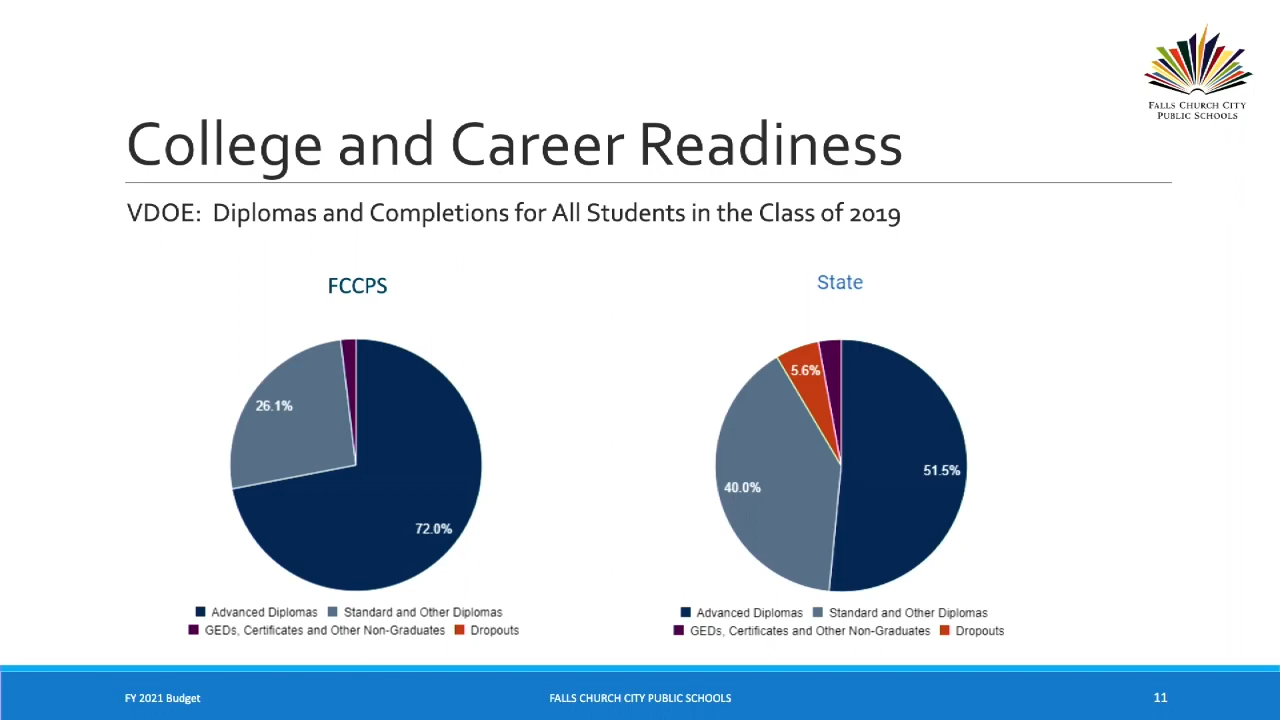 FALLS CHURCH CITY
PUBLIC SCHOOLS
College and Career Readiness
VDOE: Diplomas and Completions for All Students in the Class of 2019
FCCPS
26.1%
72.0%
Advanced Diplomas Standard and Other Diplomas
GEDs, Certificates and Other Non-Graduates Dropouts
State
5.6%
51.5%
40.0%
Advanced Diplomas Standard and Other Diplomas
GEDs, Certificates and Other Non-Graduates Dropouts
FY 2021 Budget
FALLS CHURCH CITY PUBLIC SCHOOLS
11